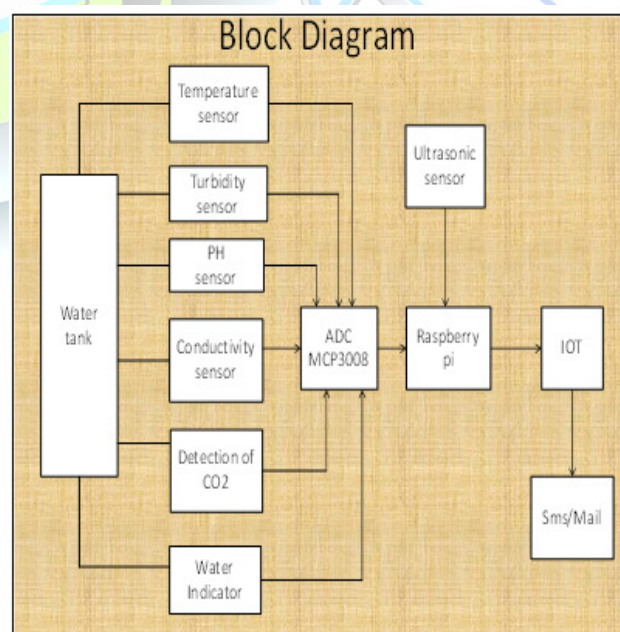 Block Diagram
Temperature
sensor
Ultrasonic
sensor
Turbidity
sensor
PH
sensor
Water
tank
Conductivity
sensor
ADC
MCP3008
Raspberry
pi
IOT
Detection of
CO2
Sms/Mail
Water
Indicator